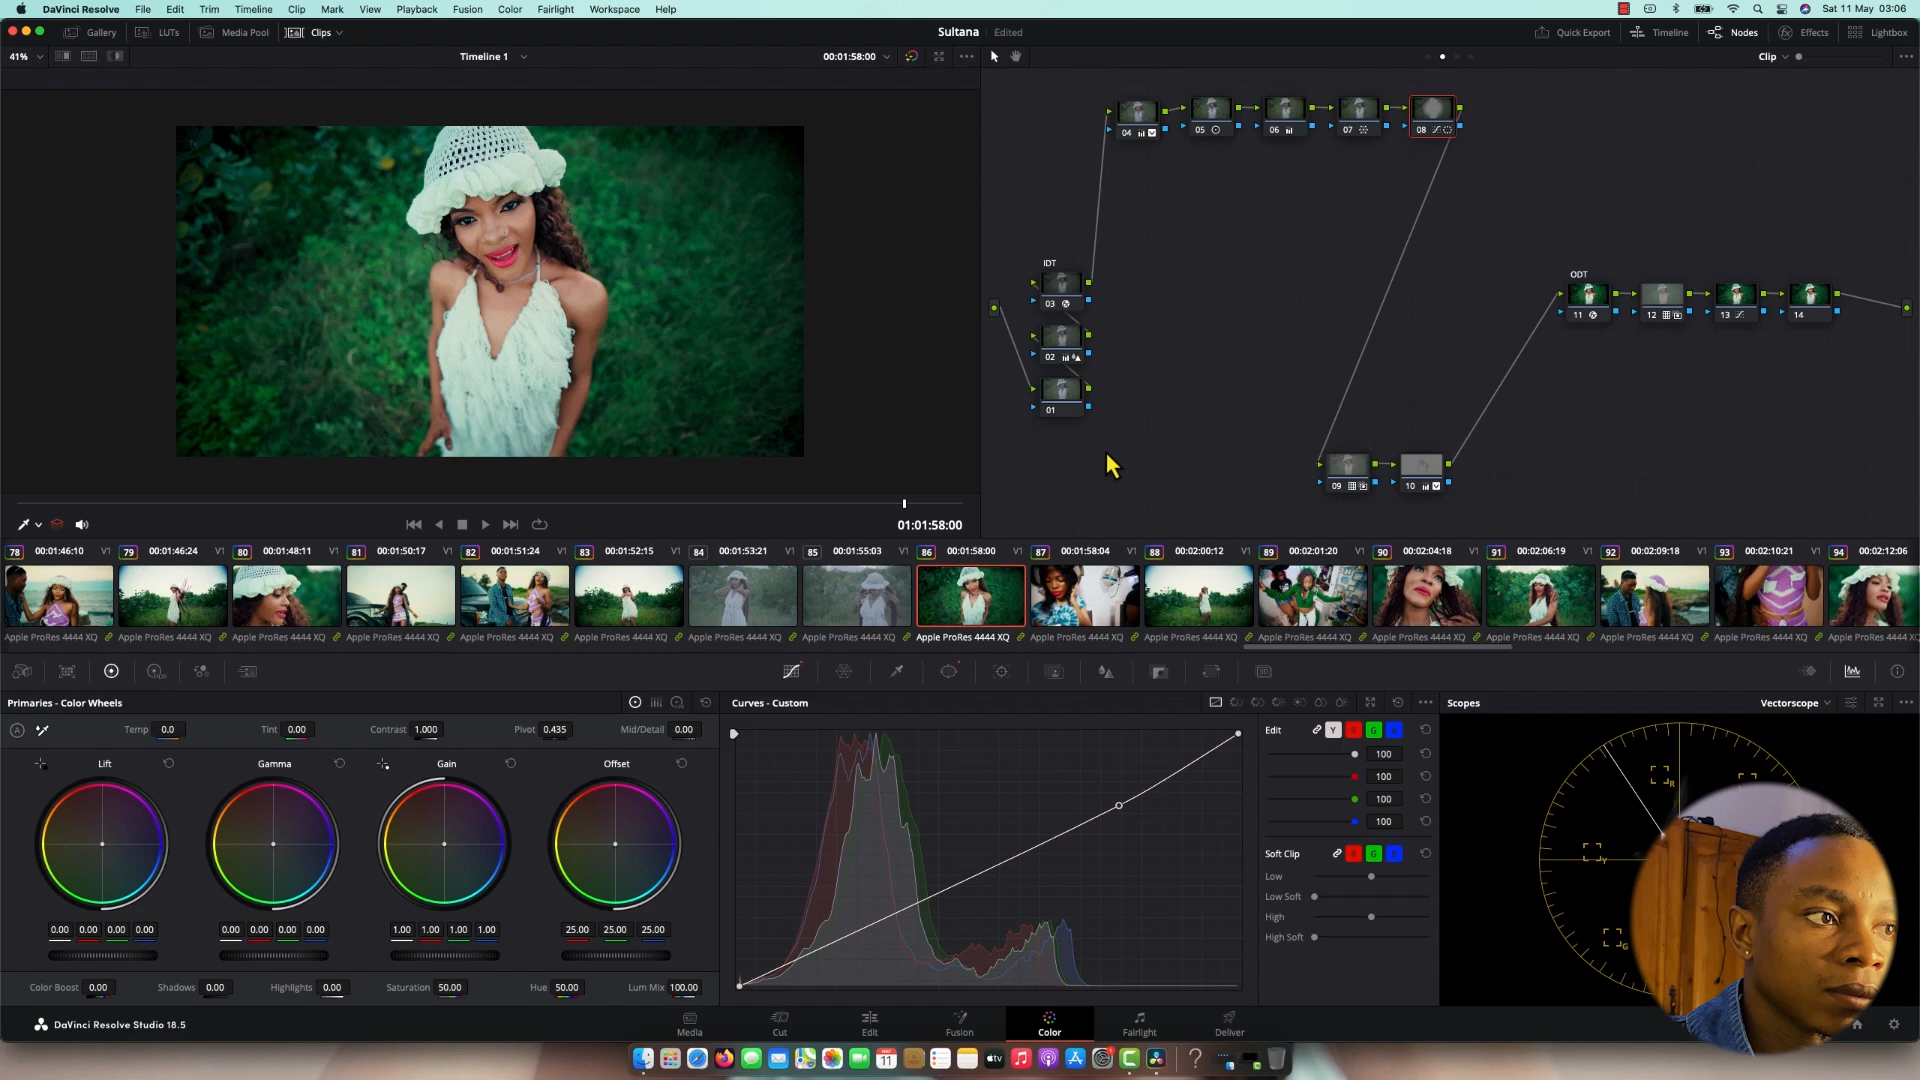 DaVinci Resolve File Edit Trim Timeline Clip Mark View Playback Fusion Color Fairlight Workspace Help Sat 11 May 03:06
Gallery LUTs Media Pool Clips Sultana Edited Quick Export Timeline Nodes Effects Lightbox
41% Timeline 1 00:01:58:00 Clip
04 05 06 07 08
IDT
03
02
01
ODT
11 12 13 14
09 10
01:01:58:00
78 00:01:46:10 V1 79 00:01:46:24 V1 80 00:01:48:11 V1 81 00:01:50:17 V1 82 00:01:51:24 V1 83 00:01:52:15 V1 84 00:01:53:21 V1 85 00:01:55:03 V1 86 00:01:58:00 V1 87 00:01:58:04 V1 88 00:02:00:12 V1 89 00:02:01:20 V1 90 00:02:04:18 V1 91 00:02:06:19 V1 92 00:02:09:18 V1 93 00:02:10:21 V1 94 00:02:12:06
Apple ProRes 4444 XQ Apple ProRes 4444 XQ Apple ProRes 4444 XQ Apple ProRes 4444 XQ Apple ProRes 4444 XQ Apple ProRes 4444 XQ Apple ProRes 4444 XQ Apple ProRes 4444 XQ Apple ProRes 4444 XQ Apple ProRes 4444 XQ Apple ProRes 4444 XQ Apple ProRes 4444 XQ Apple ProRes 4444 XQ Apple ProRes 4444 XQ Apple ProRes 4444 XQ Apple ProRes 4444 XQ Apple ProRes 4444 XQ
HDR
3D
Primaries - Color Wheels Curves - Custom Scopes Vectorscope
A Temp 0.0 Tint 0.00 Contrast 1.000 Pivot 0.435 Mid/Detail 0.00
Lift Gamma Gain Offset
0.00 0.00 0.00 0.00 0.00 0.00 0.00 0.00 1.00 1.00 1.00 1.00 25.00 25.00 25.00
Color Boost 0.00 Shadows 0.00 Highlights 0.00 Saturation 50.00 Hue 50.00 Lum Mix 100.00
Edit Y R G B
100
100
100
100
Soft Clip R G B
Low
Low Soft
High
High Soft
R
Y
G
DaVinci Resolve Studio 18.5 Media Cut Edit Fusion Color Fairlight Deliver
MAY
11
tv